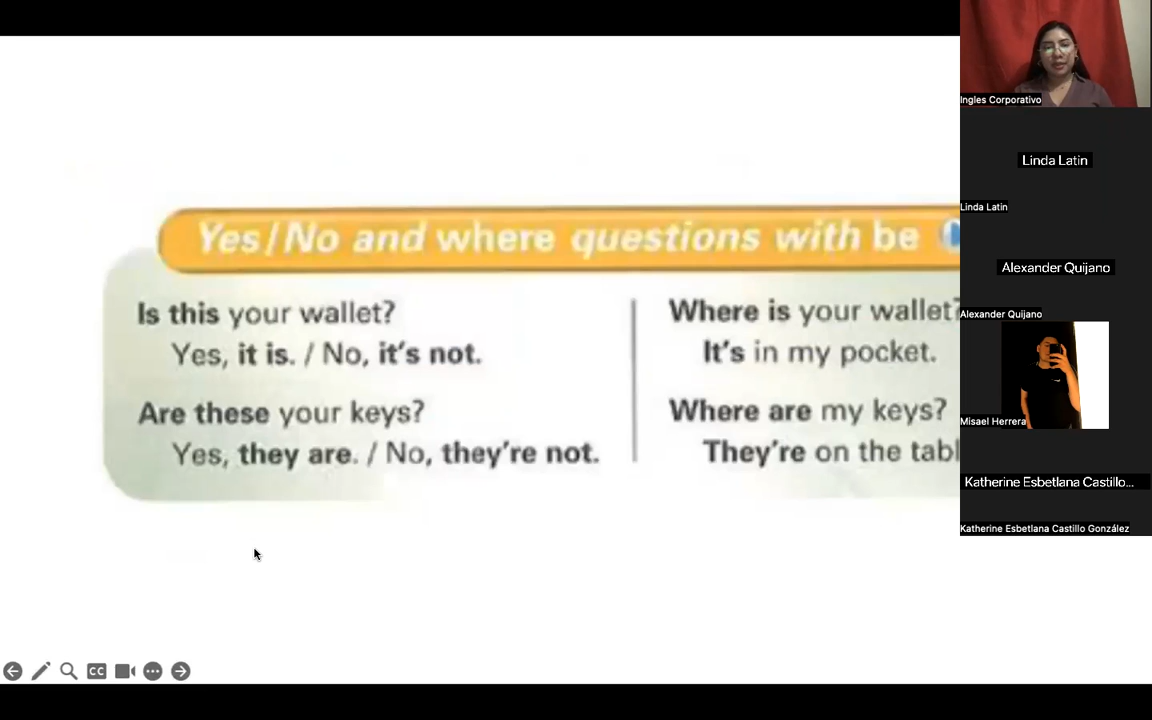 Yes/No and where questions with be
Is this your wallet?
Yes, it is. / No, it's not.
Are these your keys?
Yes, they are. / No, they're not.
Where is your wallet?
It's in my pocket.
Where are my keys?
They're on the tabl
CC
Ingles Corporativo
Linda Latin
Linda Latin
Alexander Quijano
Alexander Quijano
Misael Herrera
Katherine Esbetlana Castillo...
Katherine Esbetlana Castillo González